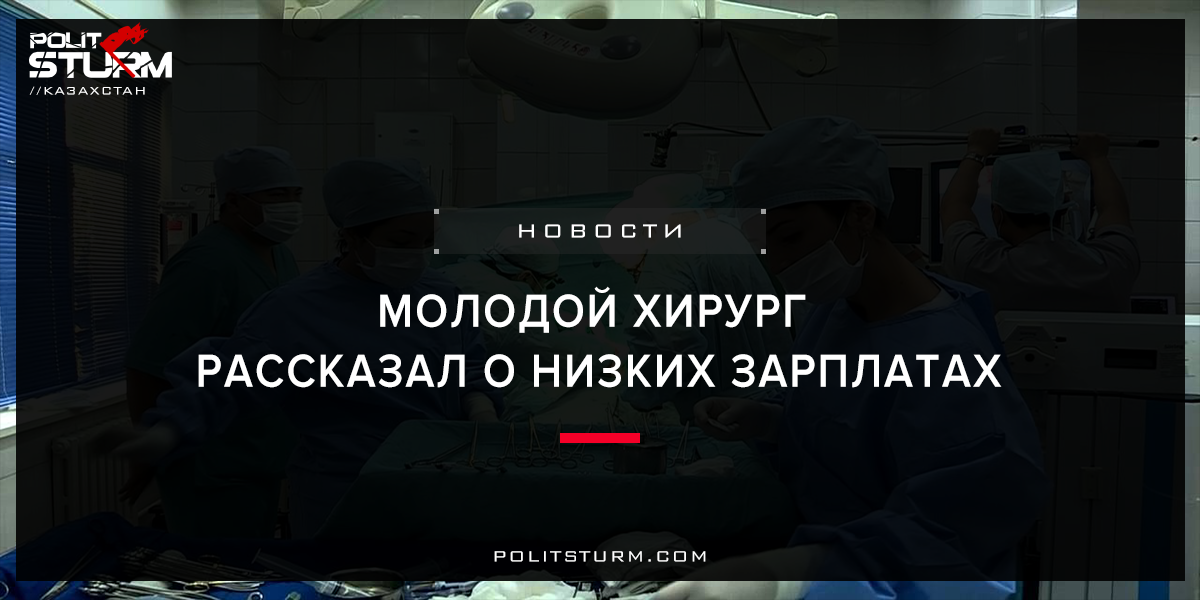 POLIT
STURM
//КАЗАХСТАН
НОВОСТИ
МОЛОДОЙ ХИРУРГ
РАССКАЗАЛ О НИЗКИХ ЗАРПЛАТАХ
POLITSTURM.COM